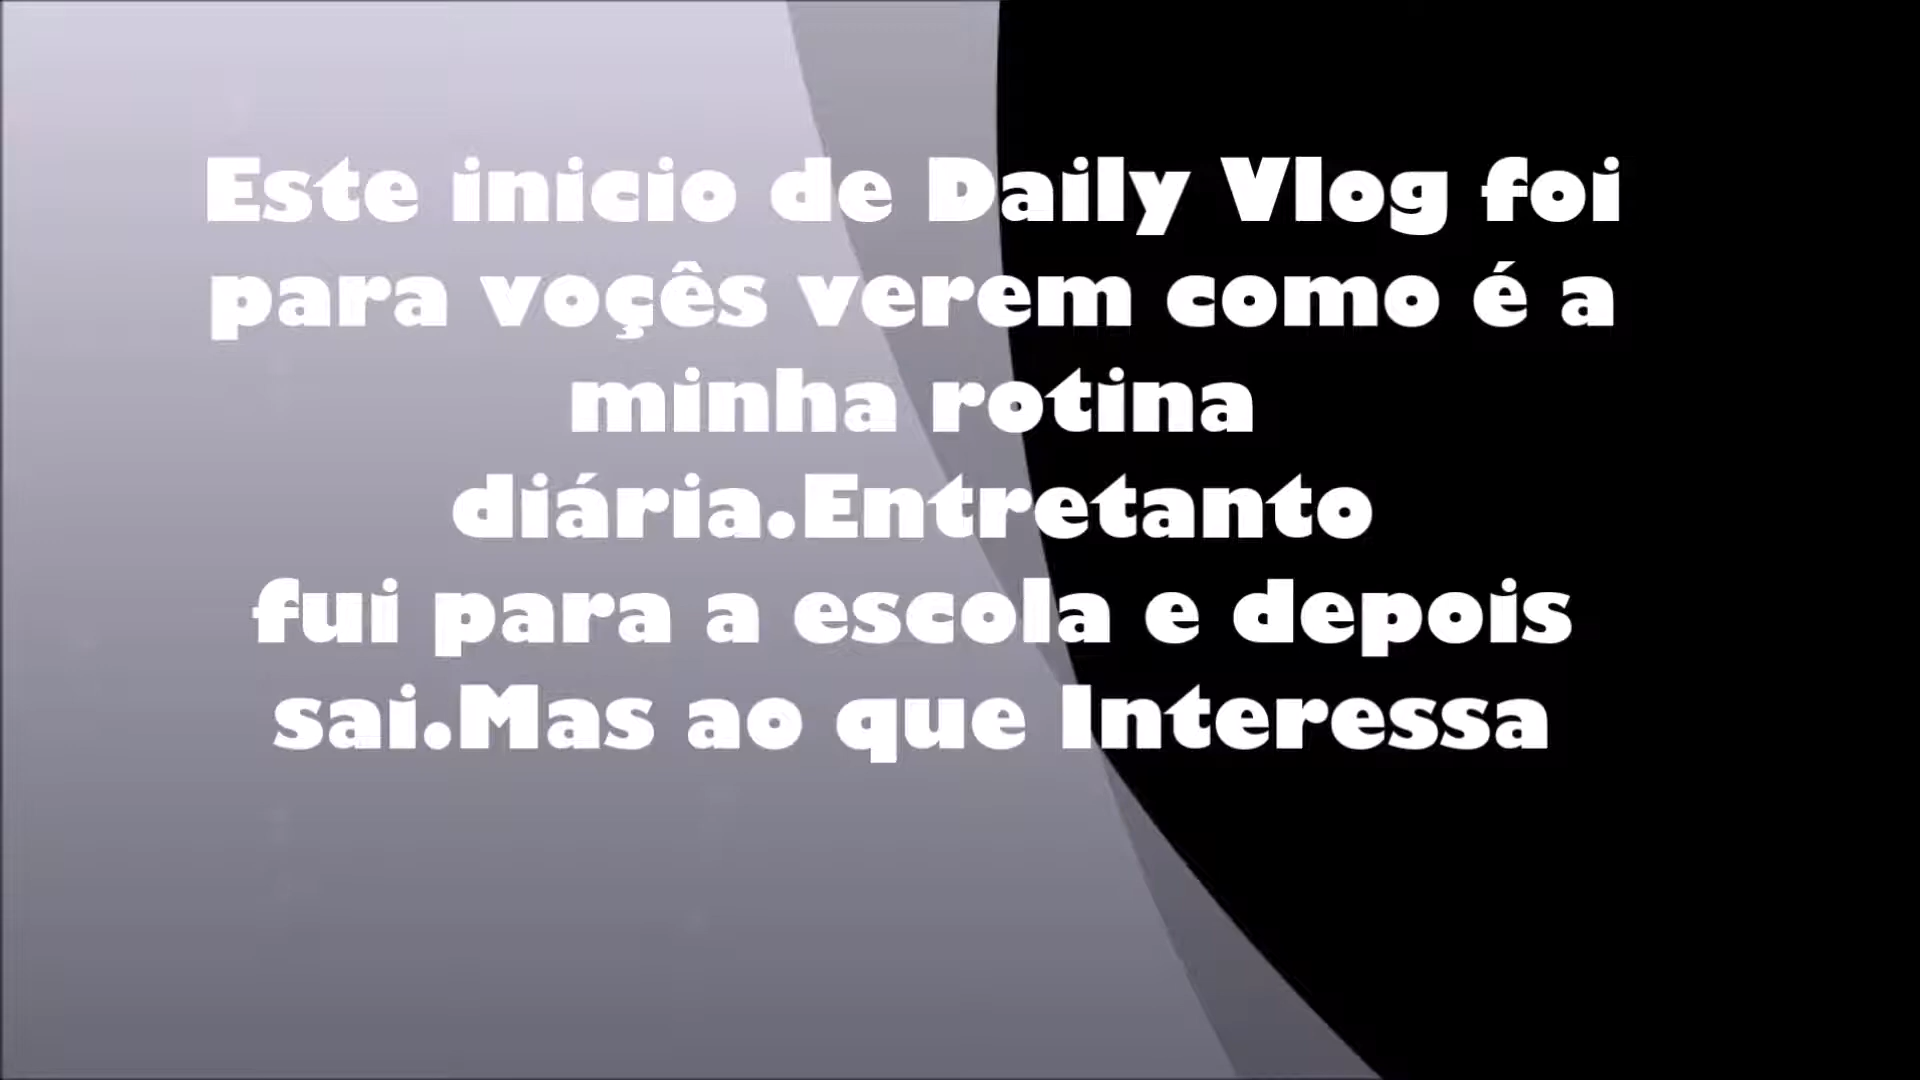 Este inicio de Daily Vlog foi
para voçês verem como é a
minha rotina
diária.Entretanto
fui para a escola e depois
sai.Mas ao que Interessa